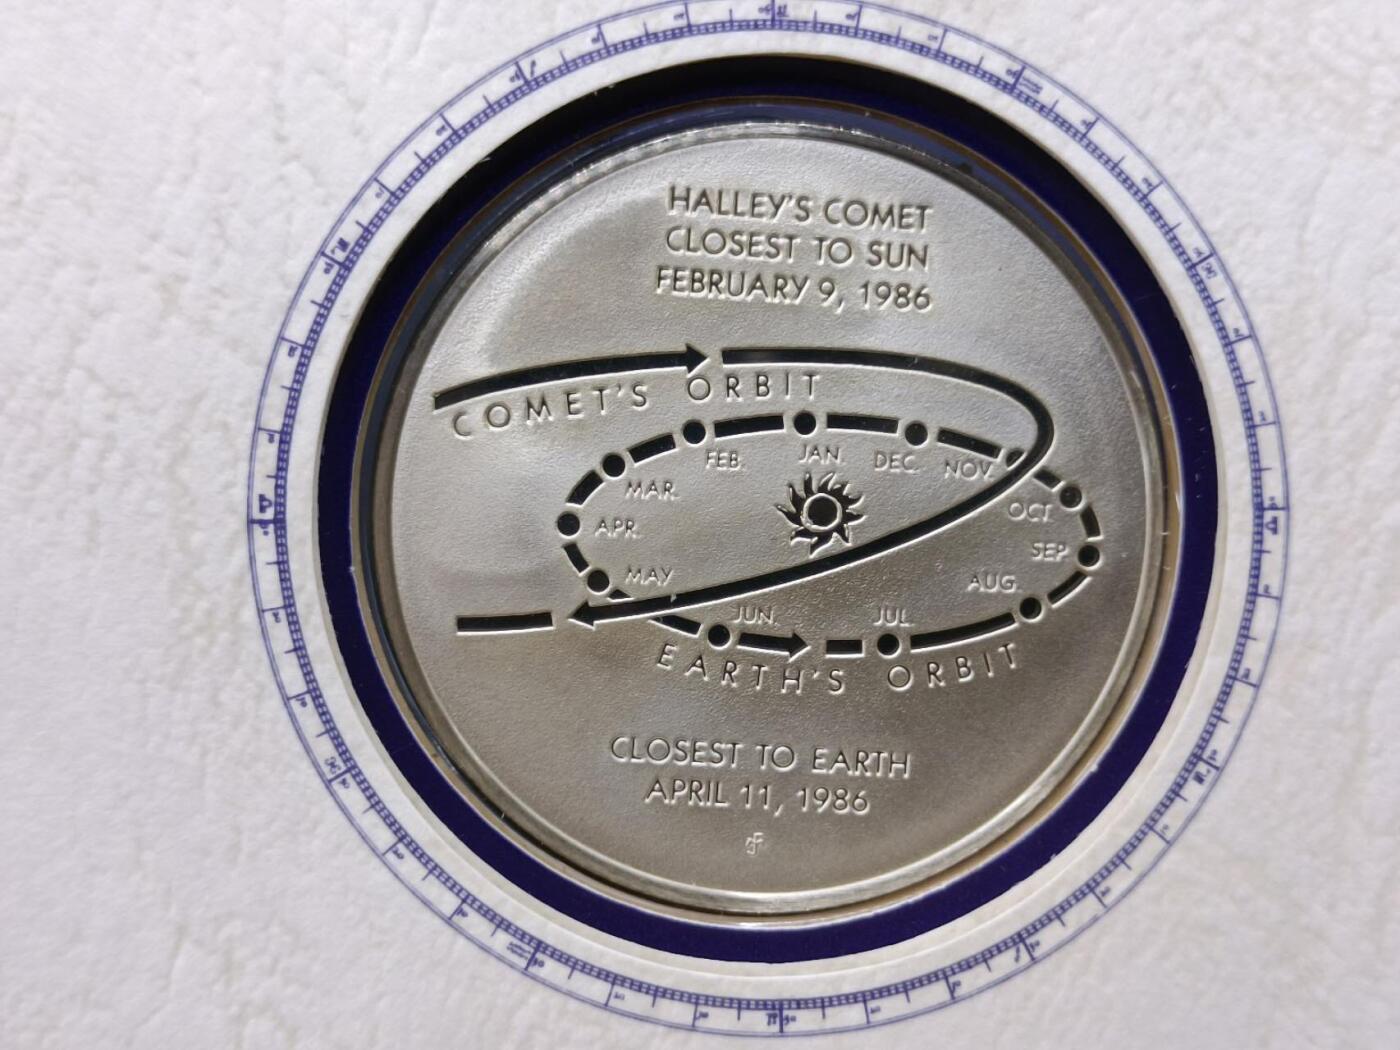 HALLEY'S COMET
CLOSEST TO SUN
FEBRUARY 9, 1986
COMET'S ORBIT
FEB.
JAN.
DEC.
NOV.
MAR.
OCT.
APR.
SEP.
MAY
AUG.
JUN.
JUL.
EARTH'S ORBIT
CLOSEST TO EARTH
APRIL 11, 1986